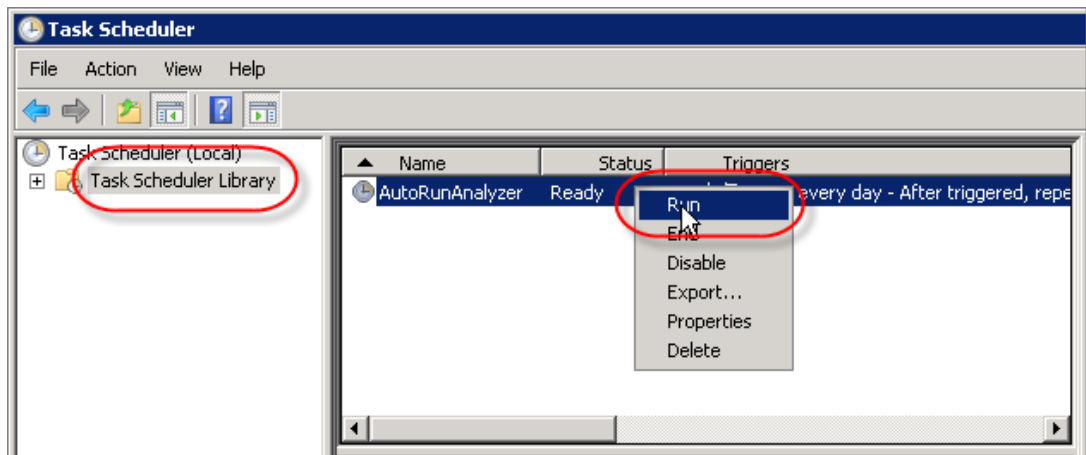 Task Scheduler
File Action View Help
Task Scheduler (Local)
Task Scheduler Library
Name Status Triggers
AutoRunAnalyzer Ready every day - After triggered, repe
Run
End
Disable
Export...
Properties
Delete